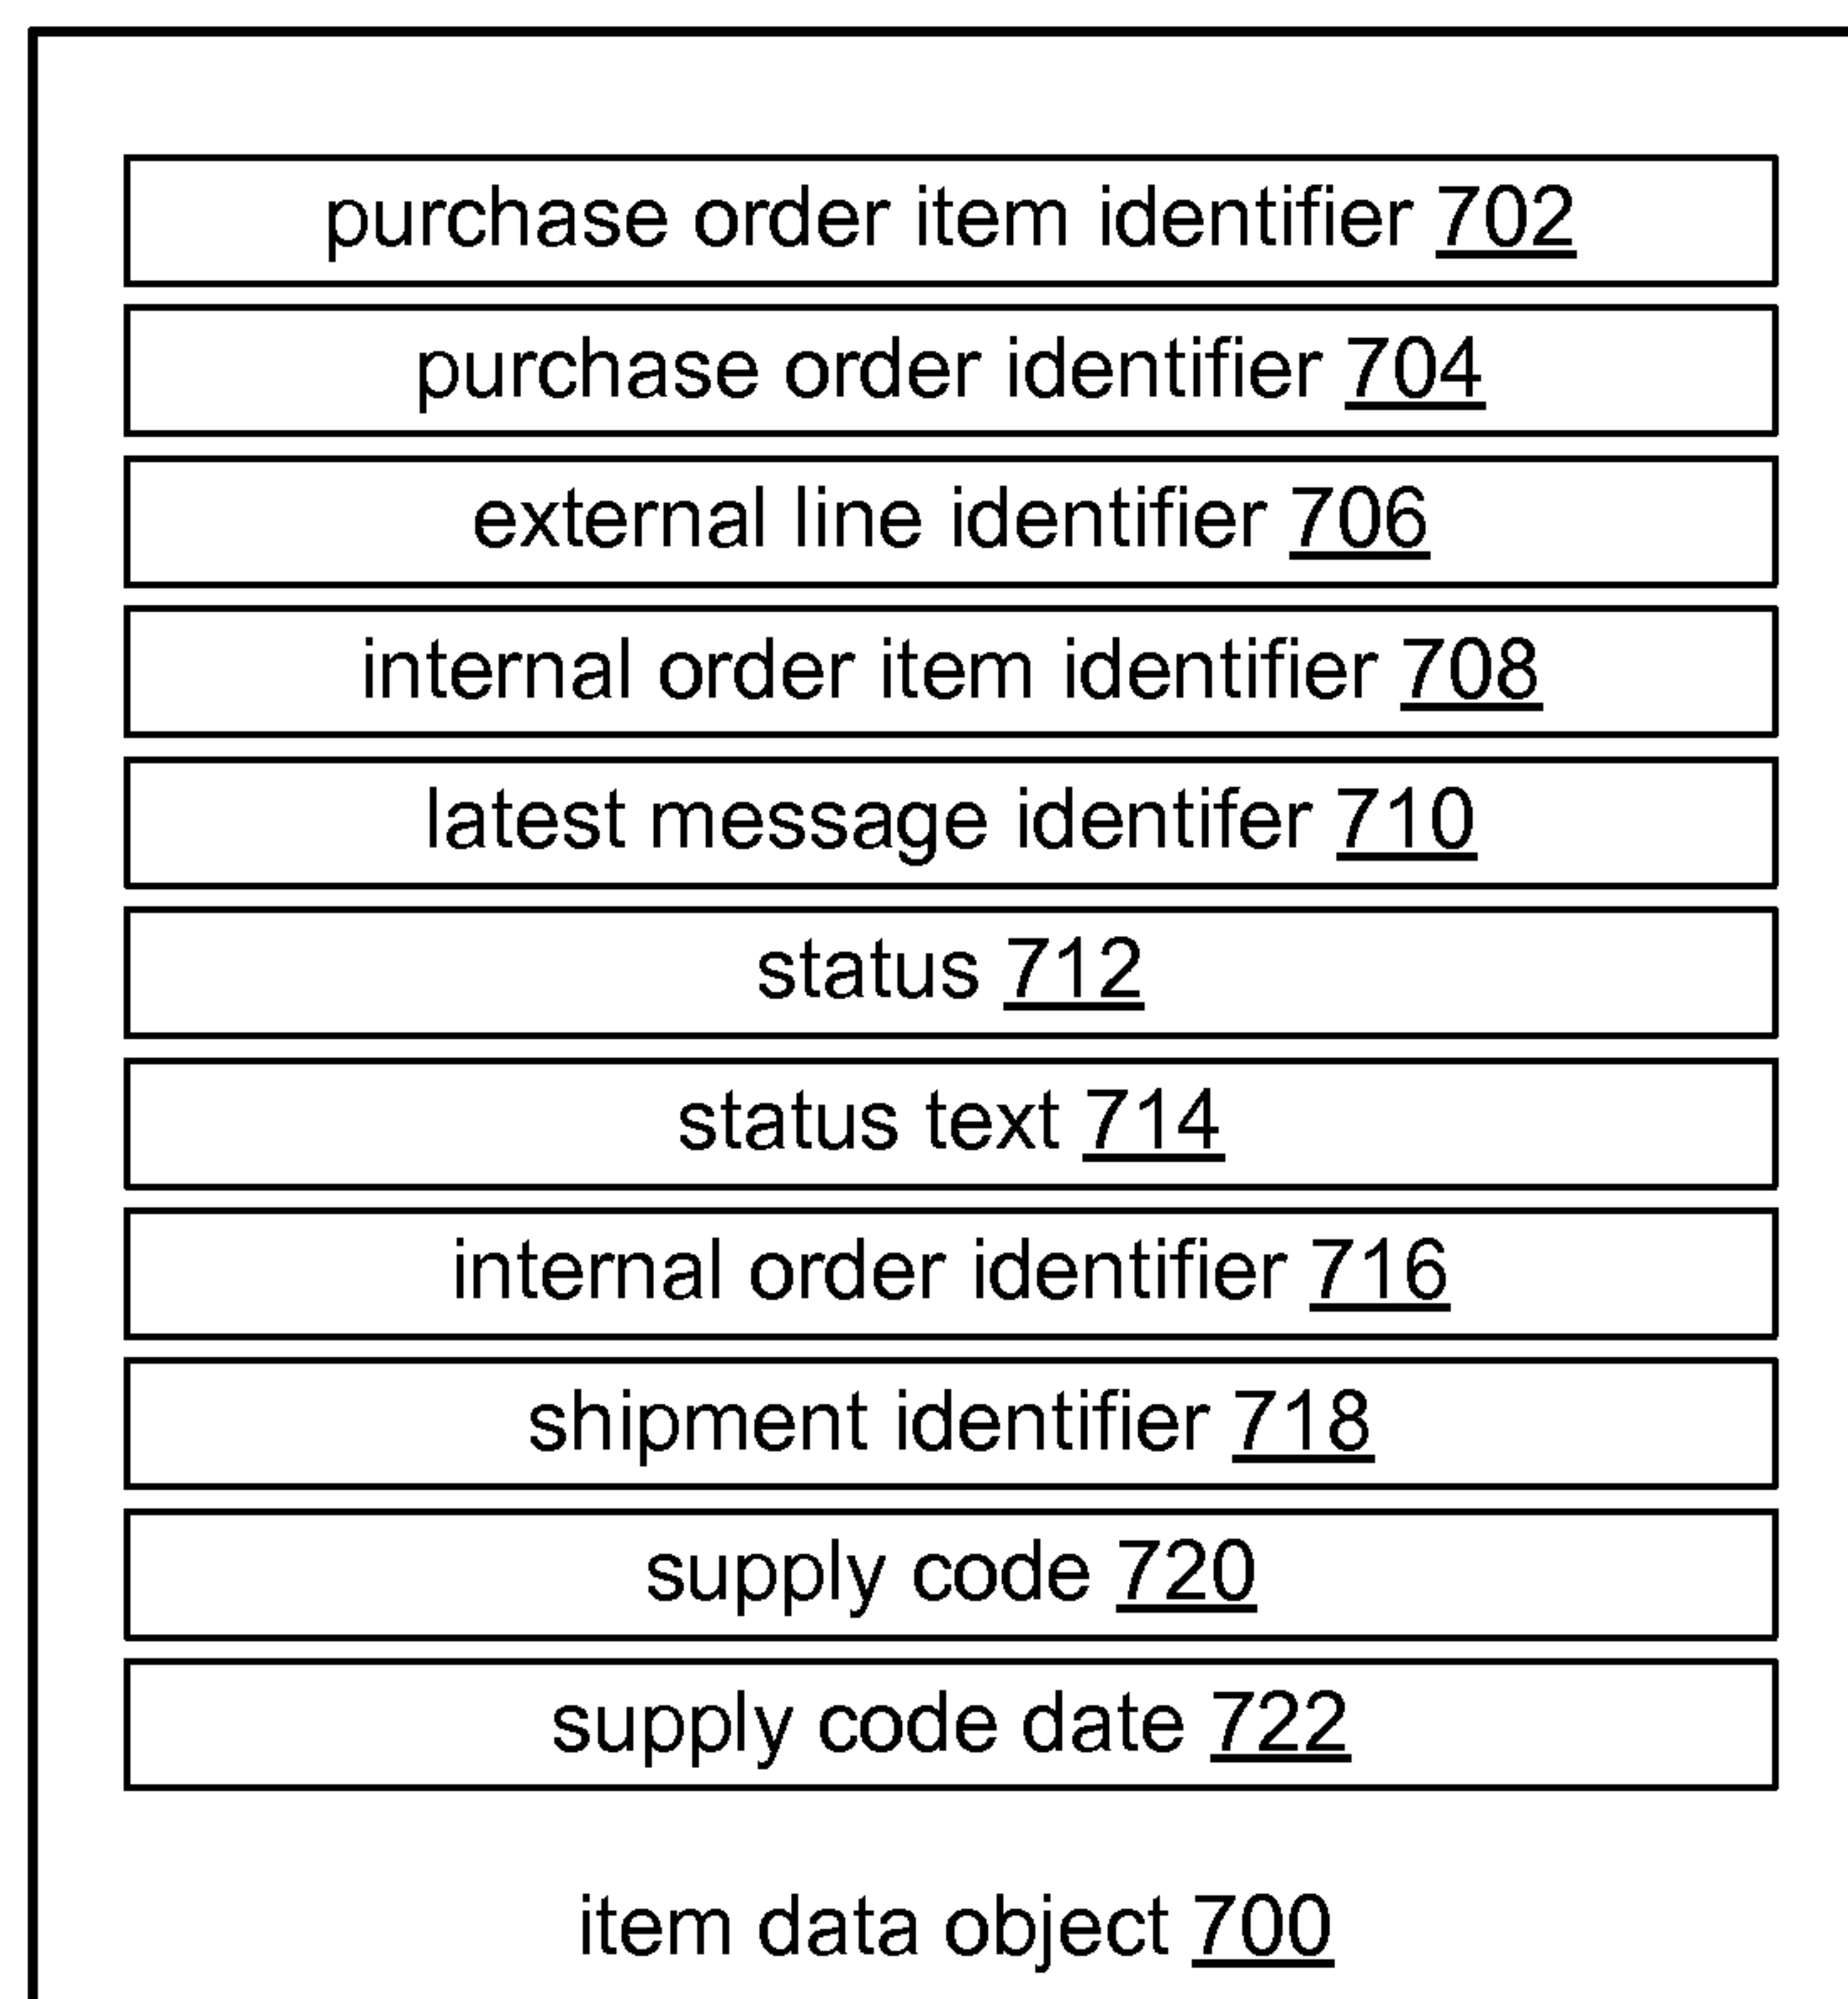 purchase order item identifier 702
purchase order identifier 704
external line identifier 706
internal order item identifier 708
latest message identifer 710
status 712
status text 714
internal order identifier 716
shipment identifier 718
supply code 720
supply code date 722
item data object 700